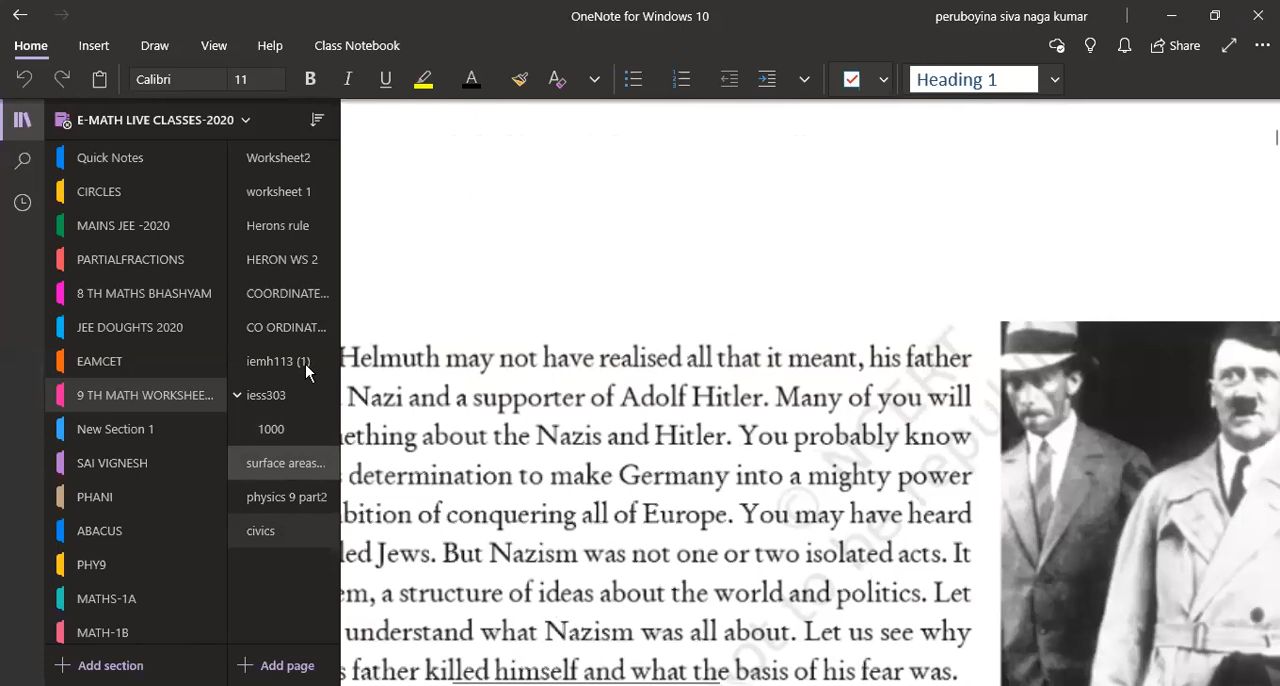 OneNote for Windows 10
peruboyina siva naga kumar
Home Insert Draw View Help Class Notebook
Share
Calibri 11 B I U A A Heading 1
E-MATH LIVE CLASSES-2020
Quick Notes
CIRCLES
MAINS JEE -2020
PARTIALFRACTIONS
8 TH MATHS BHASHYAM
JEE DOUGHTS 2020
EAMCET
9 TH MATH WORKSHEE...
New Section 1
SAI VIGNESH
PHANI
ABACUS
PHY9
MATHS-1A
MATH-1B
Add section
Worksheet2
worksheet 1
Herons rule
HERON WS 2
COORDINATE...
CO ORDINAT...
iemh113 (1)
iess303
1000
surface areas...
physics 9 part2
civics
Add page
Helmuth may not have realised all that it meant, his father
Nazi and a supporter of Adolf Hitler. Many of you will
ething about the Nazis and Hitler. You probably know
determination to make Germany into a mighty power
bition of conquering all of Europe. You may have heard
led Jews. But Nazism was not one or two isolated acts. It
em, a structure of ideas about the world and politics. Let
understand what Nazism was all about. Let us see why
s father killed himself and what the basis of his fear was.
© NCERT
not to be republ